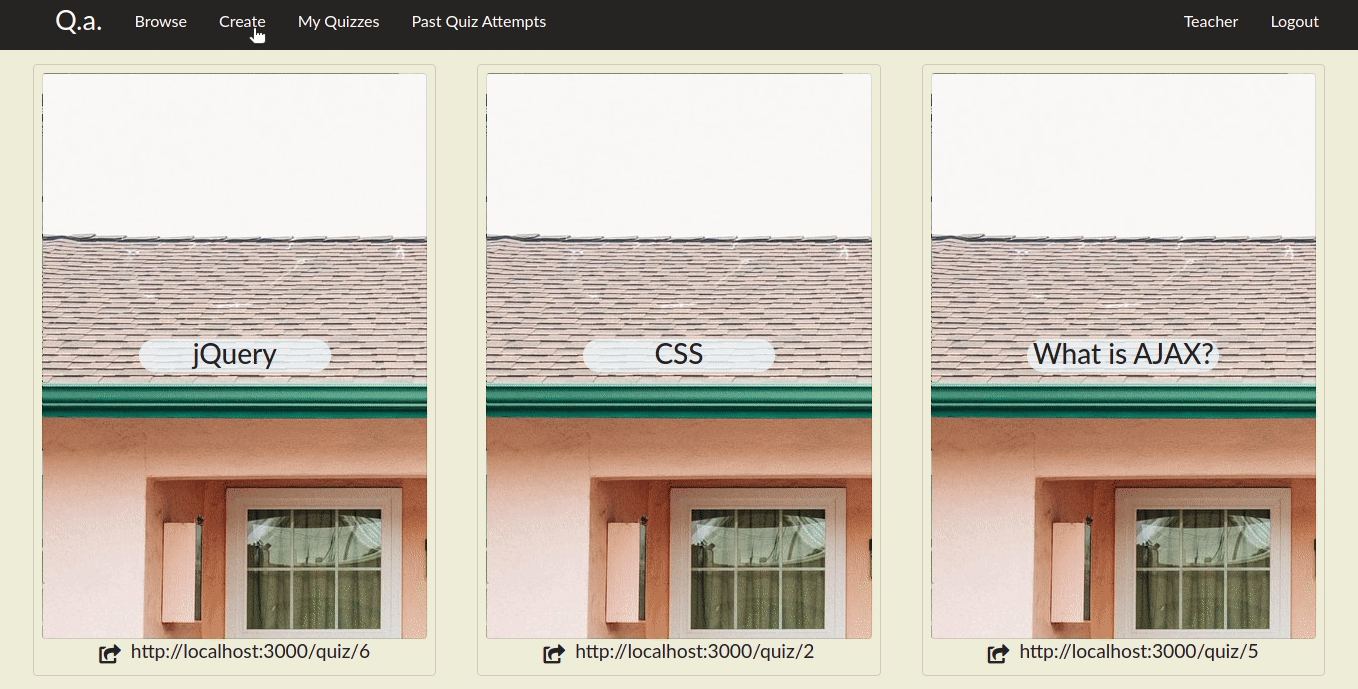 Q.a. Browse Create My Quizzes Past Quiz Attempts Teacher Logout
jQuery CSS What is AJAX?
http://localhost:3000/quiz/6 http://localhost:3000/quiz/2 http://localhost:3000/quiz/5